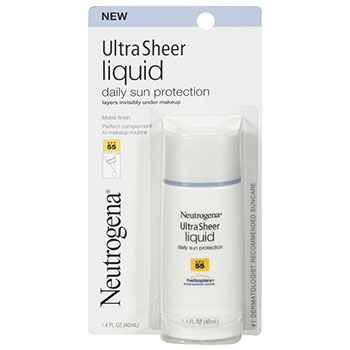 NEW
Ultra Sheer
liquid
daily sun protection
layers invisibly under makeup
Matte finish
Perfect complement
to makeup routine
SPF
55
Neutrogena®
1.4 FL OZ (40mL)
Neutrogena®
Ultra Sheer
liquid
daily sun protection
SPF
55
helioplex®
1.4 FL OZ (40mL)
#1 DERMATOLOGIST RECOMMENDED SUNCARE